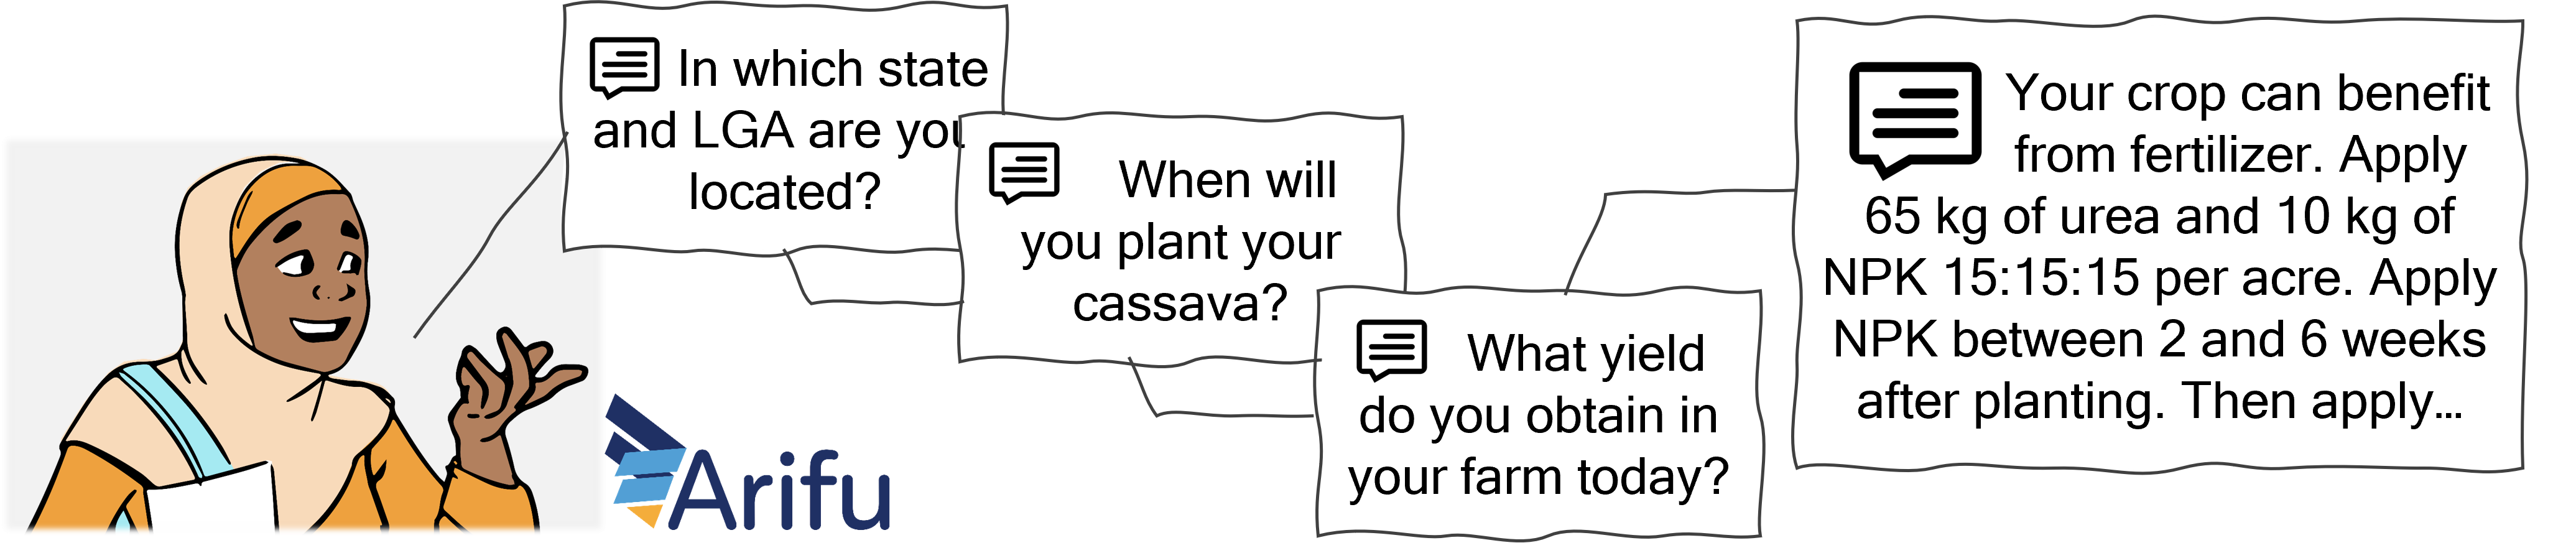 In which state
and LGA are you
located?
When will
you plant your
cassava?
What yield
do you obtain in
your farm today?
Your crop can benefit
from fertilizer. Apply
65 kg of urea and 10 kg of
NPK 15:15:15 per acre. Apply
NPK between 2 and 6 weeks
after planting. Then apply...
Arifu